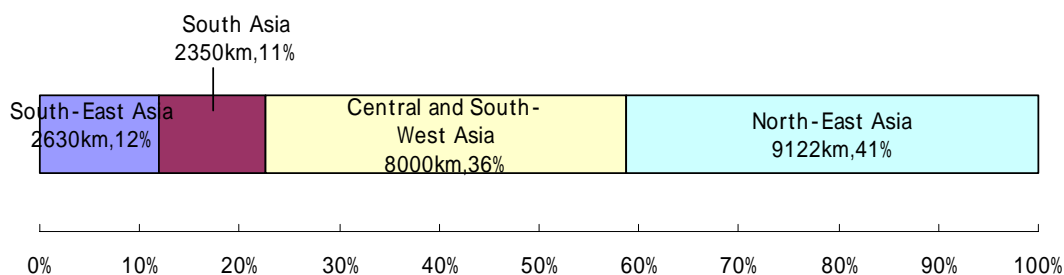 South Asia
2350km,11%
South-East Asia
2630km,12%
Central and South-
West Asia
8000km,36%
North-East Asia
9122km,41%
0% 10% 20% 30% 40% 50% 60% 70% 80% 90% 100%